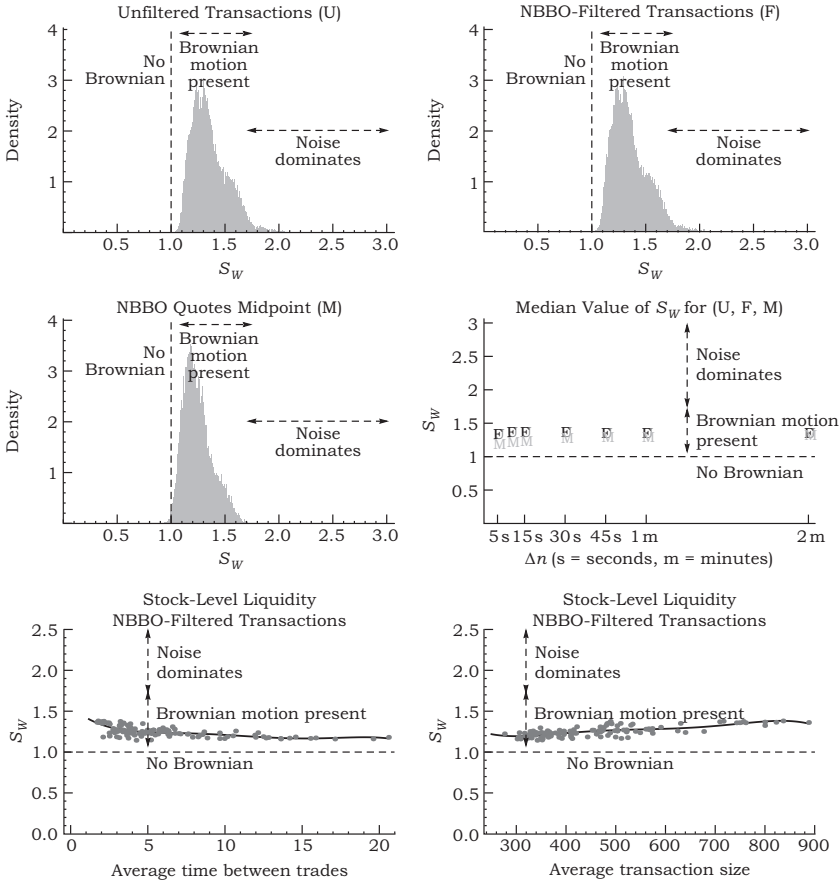 Unfiltered Transactions (U)
4
3
2
1
Density
No
Brownian
Brownian
motion
present
Noise
dominates
0.5
1.0
1.5
2.0
2.5
3.0
S_W
NBBO-Filtered Transactions (F)
4
3
2
1
Density
No
Brownian
Brownian
motion
present
Noise
dominates
0.5
1.0
1.5
2.0
2.5
3.0
S_W
NBBO Quotes Midpoint (M)
4
3
2
1
0
Density
No
Brownian
Brownian
motion
present
Noise
dominates
0.5
1.0
1.5
2.0
2.5
3.0
S_W
Median Value of S_W for (U, F, M)
3
2.5
2
1.5
1
0.5
S_W
Noise
dominates
Brownian motion
present
No Brownian
F F F F F F F
M M M M M M M
5 s 15 s 30 s 45 s 1 m 2 m
Δn (s = seconds, m = minutes)
Stock-Level Liquidity
NBBO-Filtered Transactions
2.5
2.0
1.5
1.0
0.5
0.0
S_W
Noise
dominates
Brownian motion present
No Brownian
0 5 10 15 20
Average time between trades
Stock-Level Liquidity
NBBO-Filtered Transactions
2.5
2.0
1.5
1.0
0.5
0.0
S_W
Noise
dominates
Brownian motion present
No Brownian
300 400 500 600 700 800 900
Average transaction size